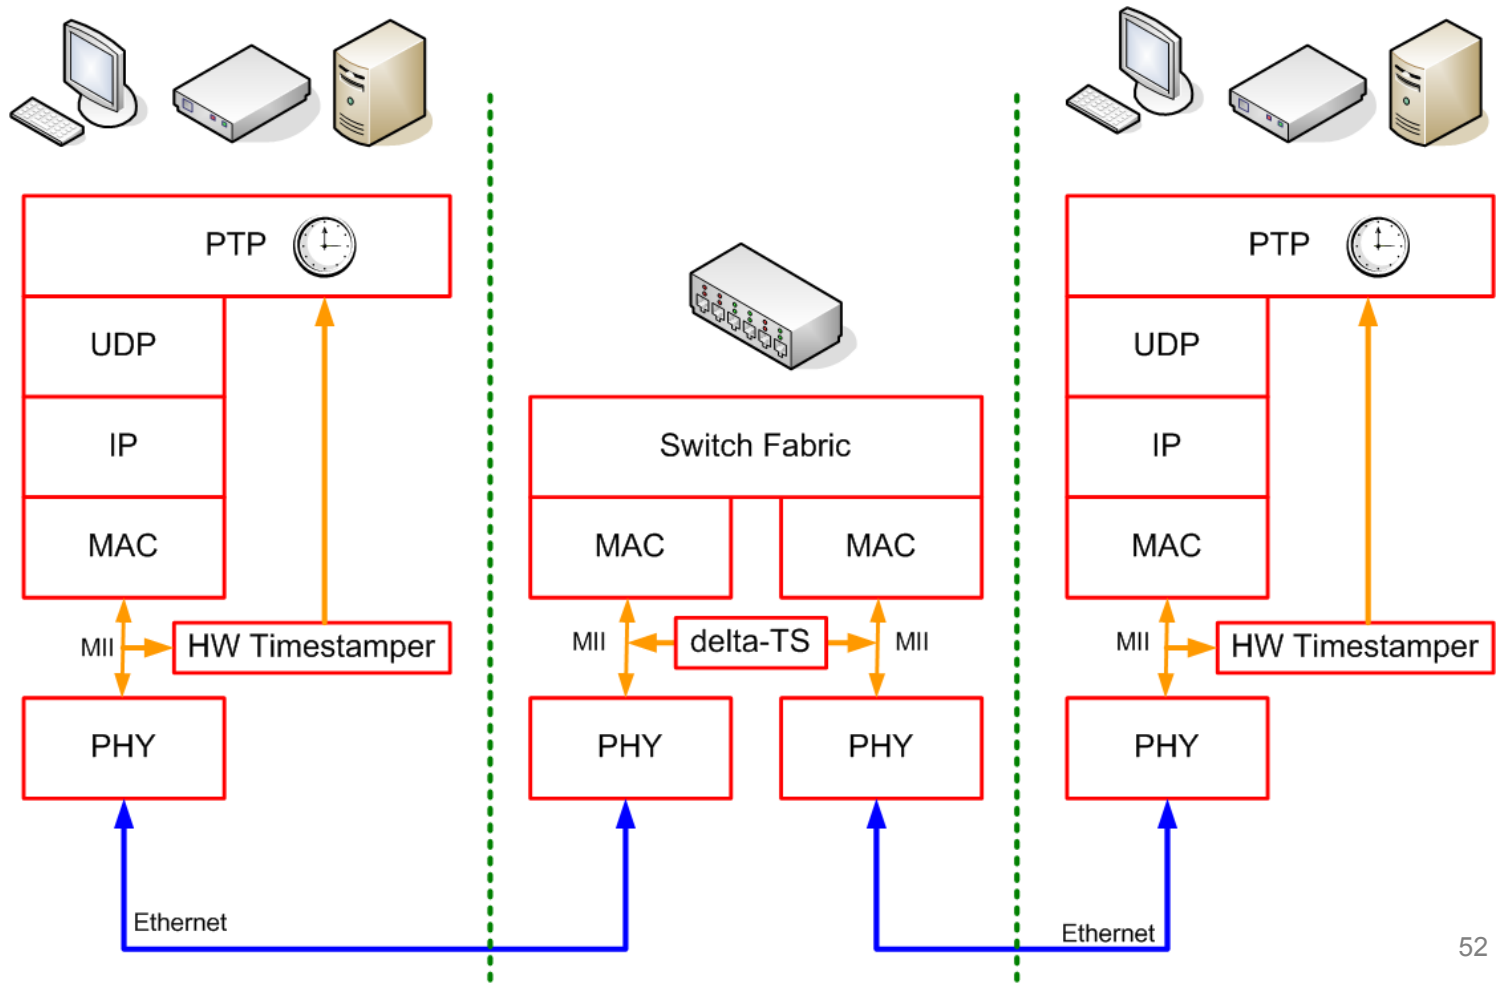 PTP
UDP
IP
MAC
MII
HW Timestamper
PHY
Ethernet
Switch Fabric
MAC
MAC
MII
delta-TS
MII
PHY
PHY
PTP
UDP
IP
MAC
MII
HW Timestamper
PHY
Ethernet
52